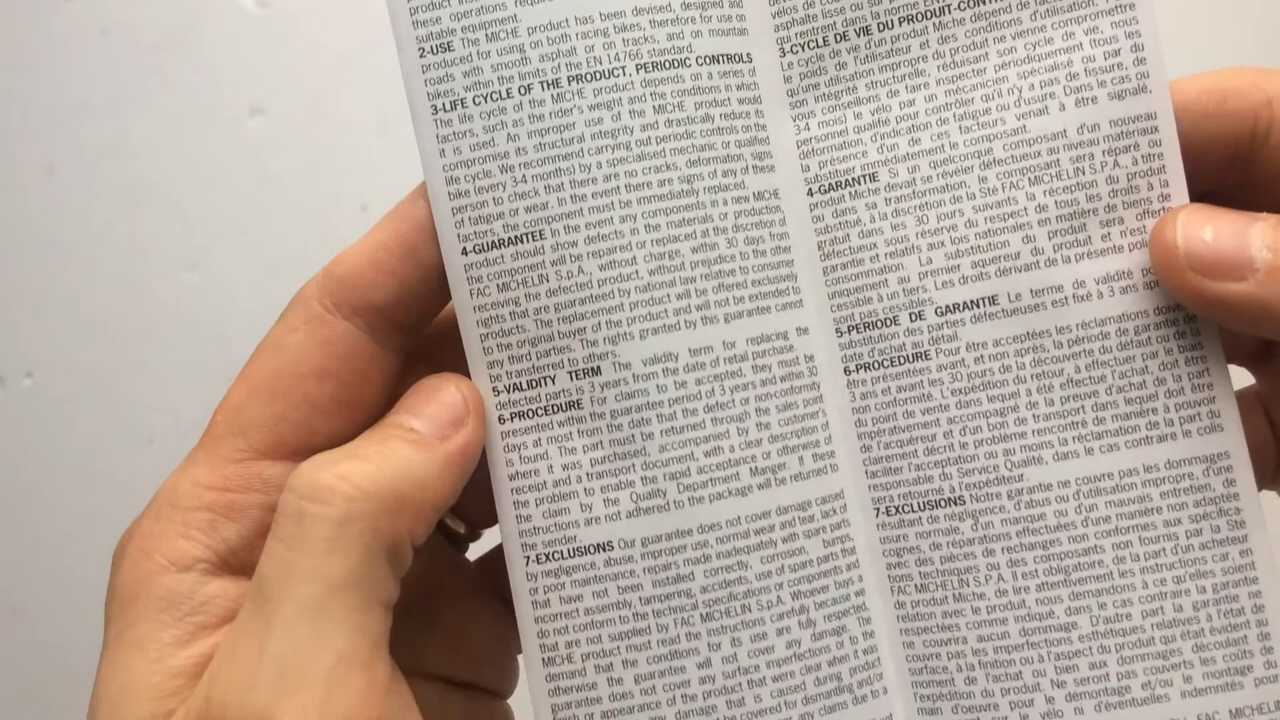 these operations
suitable equipment.
2-USE The MICHE product has been devised, designed and
produced for using on both racing bikes, therefore for use on
roads with smooth asphalt or on tracks, and on mountain
bikes, within the limits of the EN 14766 standard.
3-LIFE CYCLE OF THE PRODUCT, PERIODIC CONTROLS
The life cycle of the MICHE product depends on a series of
factors, such as the rider's weight and the conditions in which
it is used. An improper use of the MICHE product would
compromise its structural integrity and drastically reduce its
life cycle. We recommend carrying out periodic controls on the
bike (every 3-4 months) by a specialised mechanic or qualified
person to check that there are no cracks, deformation, signs
of fatigue or wear. In the event there are signs of any of these
factors, the component must be immediately replaced.
4-GUARANTEE In the event any components in a new MICHE
product should show defects in the materials or production,
the component will be repaired or replaced at the discretion of
FAC MICHELIN S.p.A., without charge, within 30 days from
receiving the defected product, without prejudice to the other
rights that are guaranteed by national law relative to consumer
products. The replacement product will be offered exclusively
to the original buyer of the product and will not be extended to
any third parties. The rights granted by this guarantee cannot
be transferred to others.
5-VALIDITY TERM The validity term for replacing the
defected parts is 3 years from the date of retail purchase.
6-PROCEDURE For claims to be accepted, they must be
presented within the guarantee period of 3 years and within 30
days at most from the date that the defect or non-conformity
is found. The part must be returned through the sales point
where it was purchased, accompanied by the customer's
receipt and a transport document, with a clear description of
the problem to enable the rapid acceptance or otherwise of
the claim by the Quality Department Manger. If these
instructions are not adhered to the package will be returned to
the sender.
7-EXCLUSIONS Our guarantee does not cover damage caused
by negligence, abuse, improper use, normal wear and tear, lack of
or poor maintenance, repairs made inadequately with spare parts
that have not been installed correctly, corrosion, bumps,
incorrect assembly, tampering, accidents, use of spare parts that
do not conform to the technical specifications or components and
that are not supplied by FAC MICHELIN S.p.A. Whoever buys a
MICHE product must read the instructions carefully because we
demand that the conditions for its use are fully respected,
otherwise the guarantee will not cover any damage. The
guarantee does not cover any surface imperfections or to the
finish or appearance of the product that were clear when it was
any damage that is caused during product
be covered for dismantling and/or
any claims due to a
vélos de
asphalte lisse ou sur
qui rentrent dans la norme EN
3-CYCLE DE VIE DU PRODUIT-CONT
Le cycle de vie d'un produit Miche dépend de
le poids de l'utilisateur et des conditions d'utilisation.
qu'une utilisation impropre du produit ne vienne compromettre
son intégrité structurelle, réduisant son cycle de vie, nous
vous conseillons de faire inspecter périodiquement (tous les
3-4 mois) le vélo par un mécanicien spécialisé ou par du
personnel qualifié pour contrôler qu'il n'y a pas de fissure, de
déformation, d'indication de fatigue ou d'usure. Dans le cas ou
la présence d'un de ces facteurs venait à être signalé,
substituer immédiatement le composant.
4-GARANTIE Si un quelconque composant d'un nouveau
produit Miche devait se révéler défectueux au niveau matériaux
ou dans sa transformation, le composant sera réparé ou
substitué, à la discrétion de la Sté FAC MICHELIN S.P.A., à titre
gratuit dans les 30 jours suivants la réception du produit
défectueux sous réserve du respect de tous les droits à la
garantie et relatifs aux lois nationales en matière de biens de
consommation. La substitution du produit sera offerte
uniquement au premier aquereur du produit et n'est
cessible à un tiers. Les droits dérivant de la présente
sont pas cessibles.
5-PERIODE DE GARANTIE Le terme de validité
substitution des parties défectueuses est fixé à 3 ans
date d'achat au détail.
6-PROCEDURE Pour être acceptées les réclamations
être présentées avant, et non après, la période de garantie de
3 ans et avant les 30 jours de la découverte du défaut ou de la
non conformité. L'expédition du retour, à effectuer par le biais
du point de vente dans lequel a été effectué l'achat, doit être
impérativement accompagné de la preuve d'achat de la part
de l'acquéreur et d'un bon de transport dans lequel doit être
clairement décrit le problème rencontré de manière à pouvoir
faciliter l'acceptation ou au moins la réclamation de la part du
responsable du Service Qualité, dans le cas contraire le colis
sera retourné à l'expéditeur.
7-EXCLUSIONS Notre garantie ne couvre pas les dommages
résultant de négligence, d'abus ou d'utilisation impropre, d'une
usure normale, d'un manque ou d'un mauvais entretien, de
cognes, de réparations effectuées d'une manière non adaptée
avec des pièces de rechanges non conformes aux spécifica-
tions techniques ou des composants non fournis par la Sté
FAC MICHELIN S.P.A. Il est obligatoire, de la part d'un acheteur
de produit Miche, de lire attentivement les instructions car, en
relation avec le produit, nous demandons à ce qu'elles soient
respectées comme indiqué, dans le cas contraire la garantie
ne couvrira aucun dommage. D'autre part la garantie ne
couvre pas les imperfections esthétiques relatives à l'état de
surface, à la finition ou à l'aspect du produit qui était évident au
moment de l'achat ou bien aux dommages découlant de
l'expédition du produit. Ne seront pas couverts les coûts de
main d'oeuvre pour le démontage et/ou le montage du
sur le vélo ni d'éventuelles indemnités pour
FAC MICHELIN